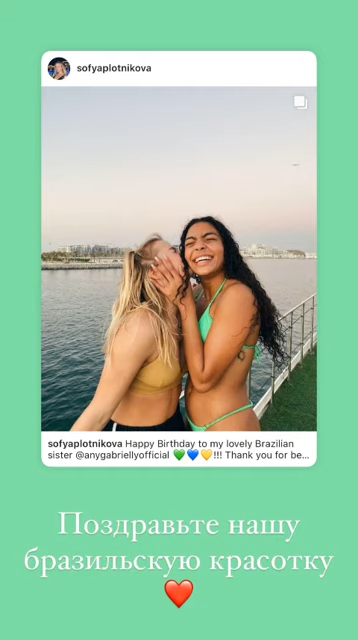 sofyaplotnikova
sofyaplotnikova Happy Birthday to my lovely Brazilian
sister @anygabriellyofficial 💚💙💛!!! Thank you for be...
Поздравьте нашу
бразильскую красотку
❤️